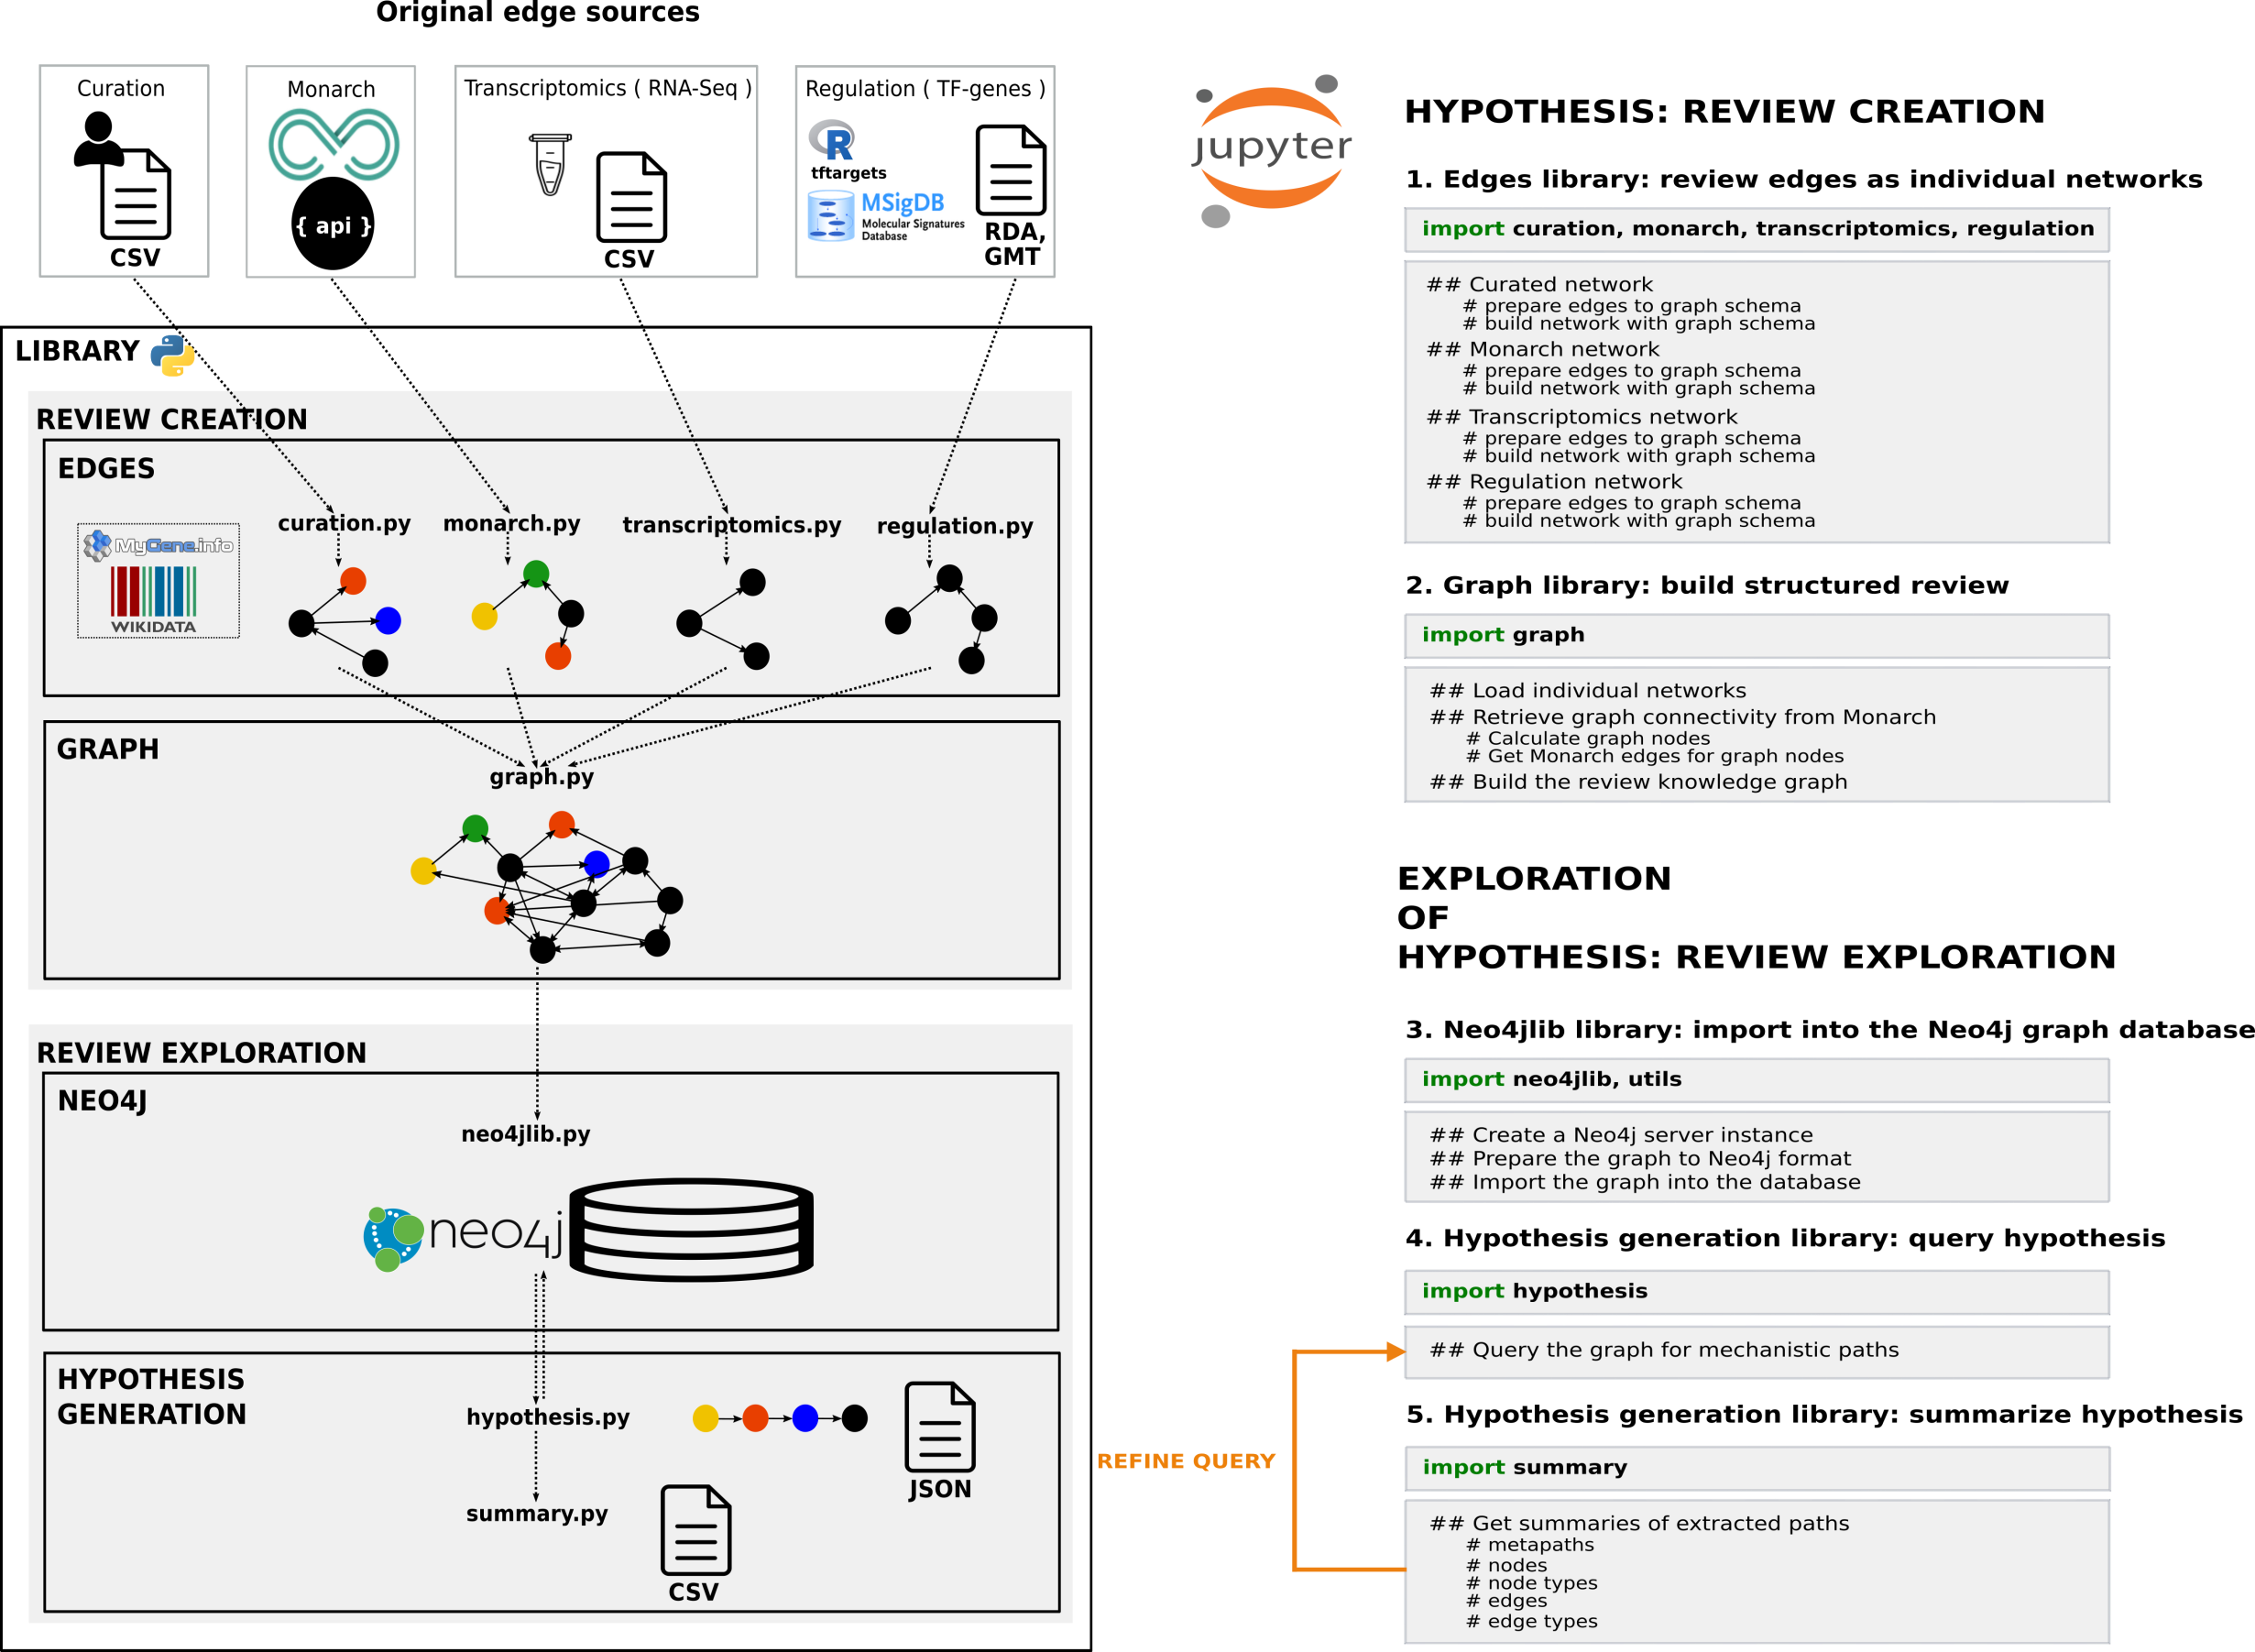 Original edge sources
Curation
CSV
Monarch
{ api }
Transcriptomics ( RNA-Seq )
CSV
Regulation ( TF-genes )
R
tftargets
MSigDB
Molecular Signatures
Database
RDA,
GMT
LIBRARY
REVIEW CREATION
EDGES
MyGene.info
WIKIDATA
curation.py
monarch.py
transcriptomics.py
regulation.py
GRAPH
graph.py
REVIEW EXPLORATION
NEO4J
neo4jlib.py
neo4j
HYPOTHESIS
GENERATION
hypothesis.py
JSON
summary.py
CSV
jupyter
HYPOTHESIS: REVIEW CREATION
1. Edges library: review edges as individual networks
import curation, monarch, transcriptomics, regulation
## Curated network
# prepare edges to graph schema
# build network with graph schema
## Monarch network
# prepare edges to graph schema
# build network with graph schema
## Transcriptomics network
# prepare edges to graph schema
# build network with graph schema
## Regulation network
# prepare edges to graph schema
# build network with graph schema
2. Graph library: build structured review
import graph
## Load individual networks
## Retrieve graph connectivity from Monarch
# Calculate graph nodes
# Get Monarch edges for graph nodes
## Build the review knowledge graph
EXPLORATION
OF
HYPOTHESIS: REVIEW EXPLORATION
3. Neo4jlib library: import into the Neo4j graph database
import neo4jlib, utils
## Create a Neo4j server instance
## Prepare the graph to Neo4j format
## Import the graph into the database
4. Hypothesis generation library: query hypothesis
import hypothesis
## Query the graph for mechanistic paths
5. Hypothesis generation library: summarize hypothesis
REFINE QUERY
import summary
## Get summaries of extracted paths
# metapaths
# nodes
# node types
# edges
# edge types